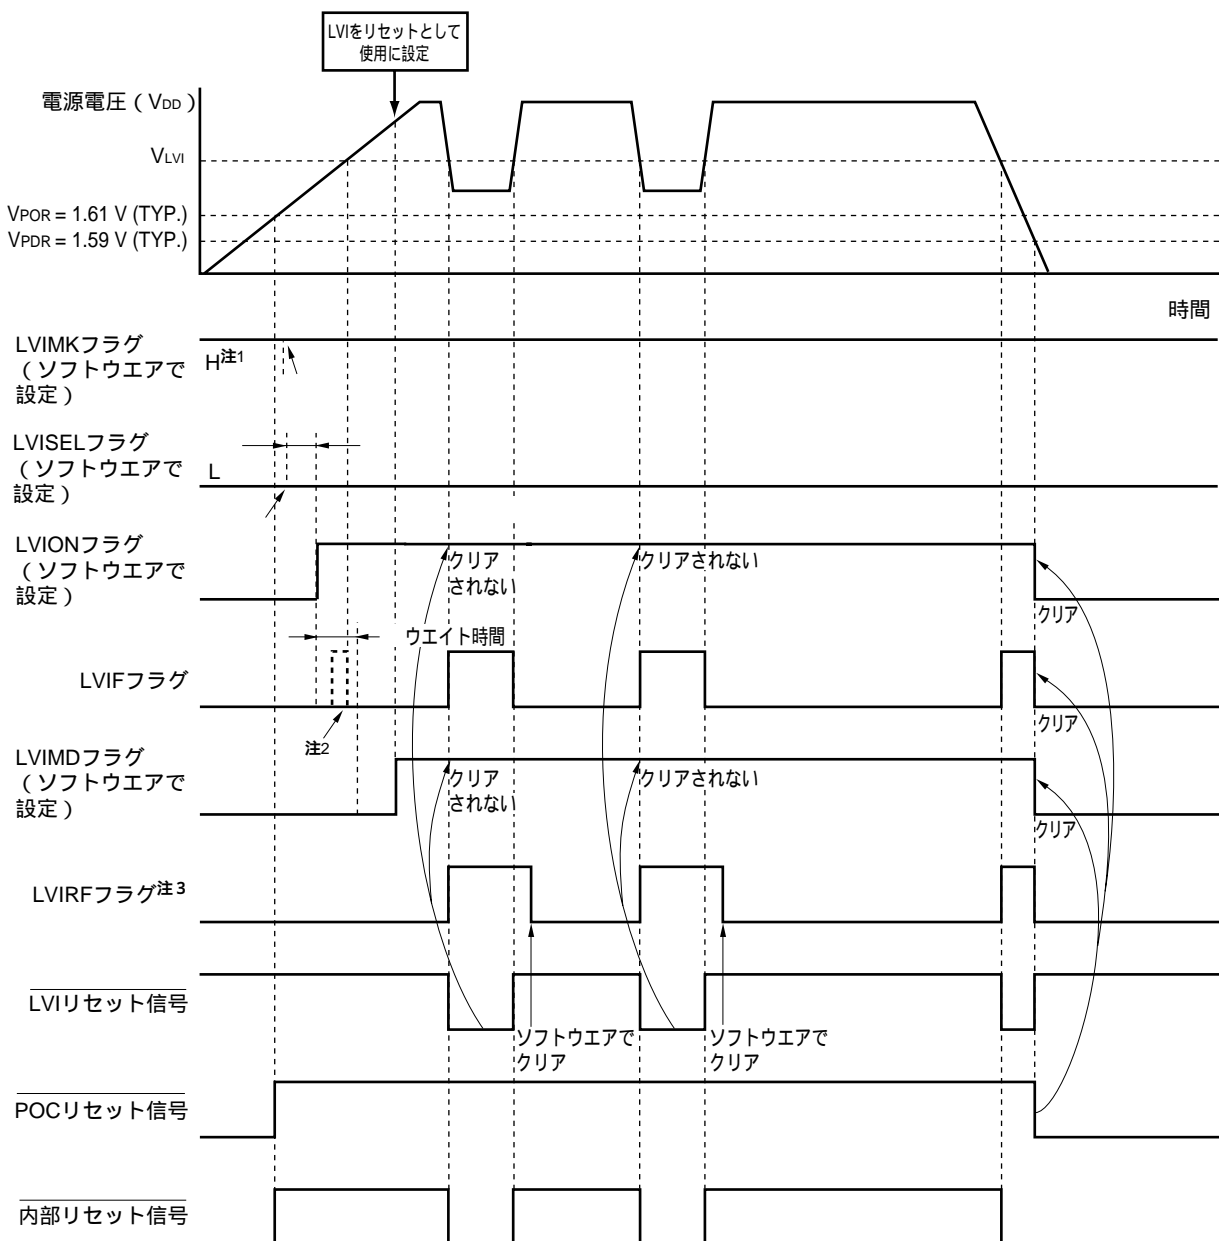 LVIをリセットとして
使用に設定
電源電圧（VDD）
VLVI
VPOR = 1.61 V (TYP.)
VPDR = 1.59 V (TYP.)
時間
LVIMKフラグ
（ソフトウエアで
設定）
H注1
LVISELフラグ
（ソフトウエアで
設定）
L
LVIONフラグ
（ソフトウエアで
設定）
クリア
されない
クリアされない
クリア
ウエイト時間
LVIFフラグ
クリア
注2
LVIMDフラグ
（ソフトウエアで
設定）
クリア
されない
クリアされない
クリア
LVIRFフラグ注3
LVIリセット信号
ソフトウエアで
クリア
ソフトウエアで
クリア
POCリセット信号
内部リセット信号